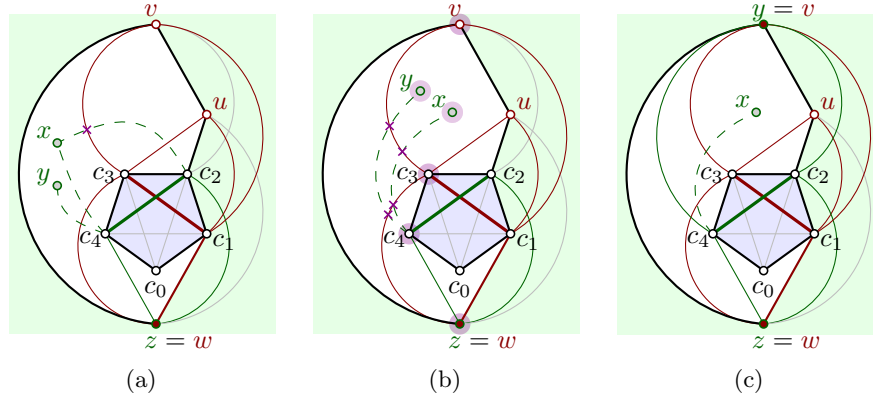 v
u
x
y
c₃
c₂
c₄
c₁
c₀
z = w
(a)
v
y
x
u
c₃
c₂
c₄
c₁
c₀
z = w
(b)
y = v
x
u
c₃
c₂
c₄
c₁
c₀
z = w
(c)